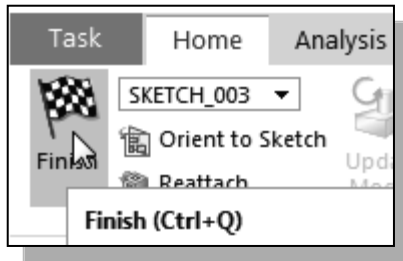 Task Home Analysis
SKETCH_003
Orient to Sketch
Finish
Reattach
Finish (Ctrl+Q)